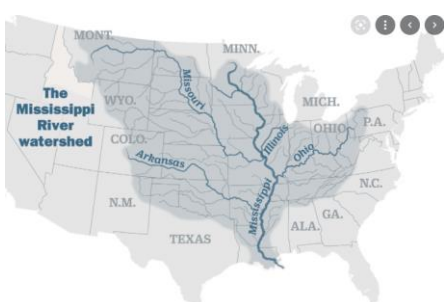 MONT.
MINN.
The
Mississippi
River
watershed
Missouri
WYO.
MICH.
Illinois
OHIO
P.A.
COLO.
Ohio
Arkansas
Mississippi
N.C.
N.M.
GA.
ALA.
TEXAS